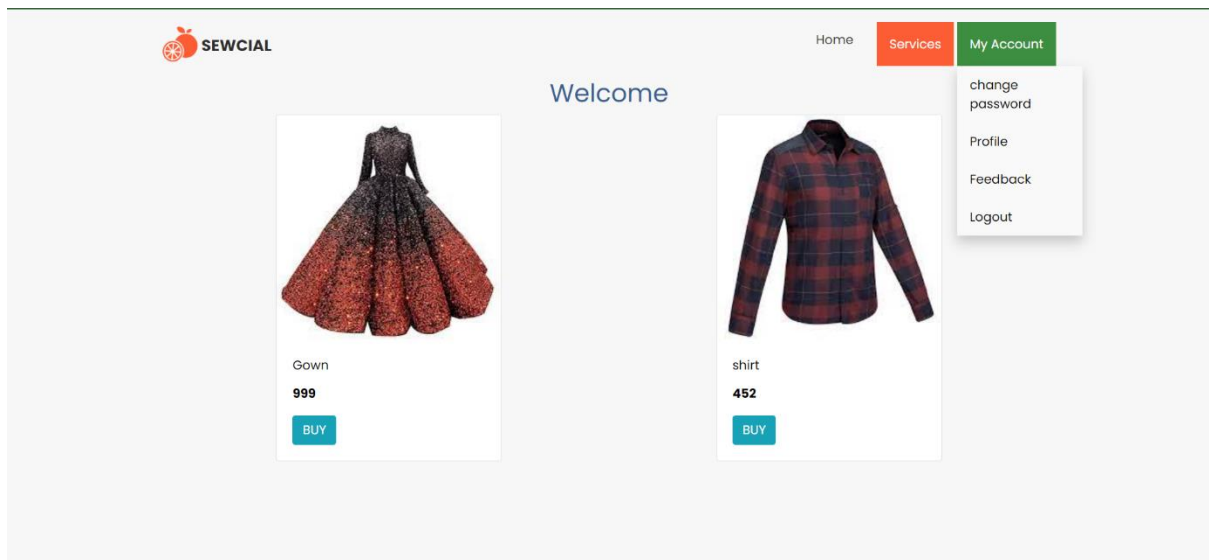 SEWCIAL
Home
Services
My Account
change
password
Profile
Feedback
Logout
Welcome
Gown
999
BUY
shirt
452
BUY